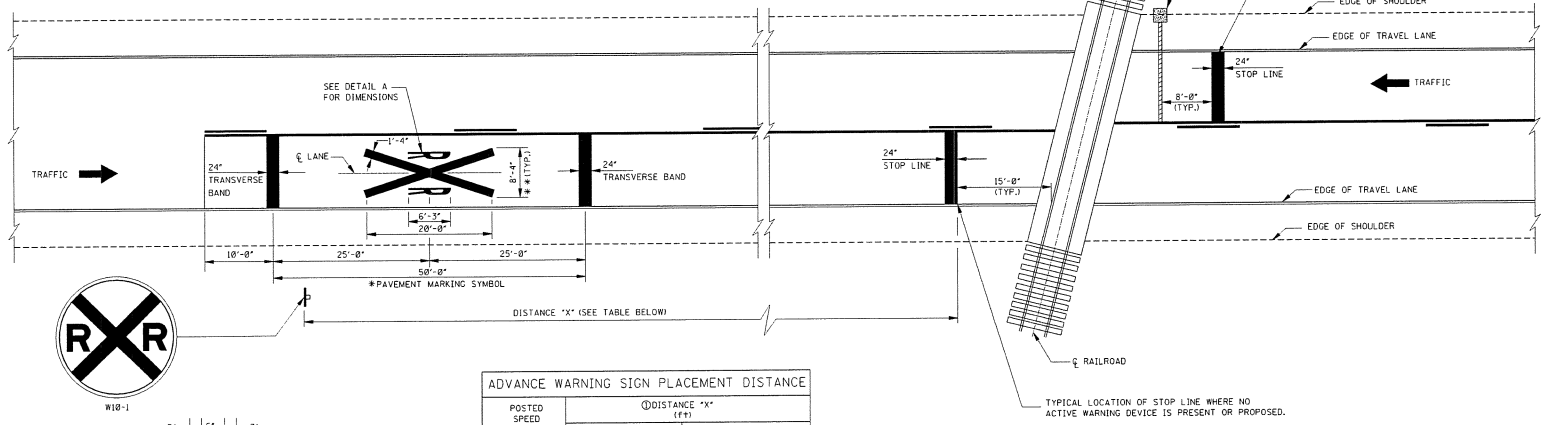 EDGE OF SHOULDER
EDGE OF TRAVEL LANE
24"
STOP LINE
TRAFFIC
8'-0"
(TYP.)
SEE DETAIL A
FOR DIMENSIONS
1'-4"
℄ LANE
R
R
8'-4"
**(TYP.)
24"
TRANSVERSE
BAND
24"
TRANSVERSE BAND
TRAFFIC
24"
STOP LINE
15'-0"
(TYP.)
EDGE OF TRAVEL LANE
EDGE OF SHOULDER
6'-3"
20'-0"
10'-0"
25'-0"
25'-0"
50'-0"
*PAVEMENT MARKING SYMBOL
DISTANCE "X" (SEE TABLE BELOW)
R R
W10-1
℄ RAILROAD
TYPICAL LOCATION OF STOP LINE WHERE NO
ACTIVE WARNING DEVICE IS PRESENT OR PROPOSED.
ADVANCE WARNING SIGN PLACEMENT DISTANCE
POSTED
SPEED
①DISTANCE "X"
(ft)